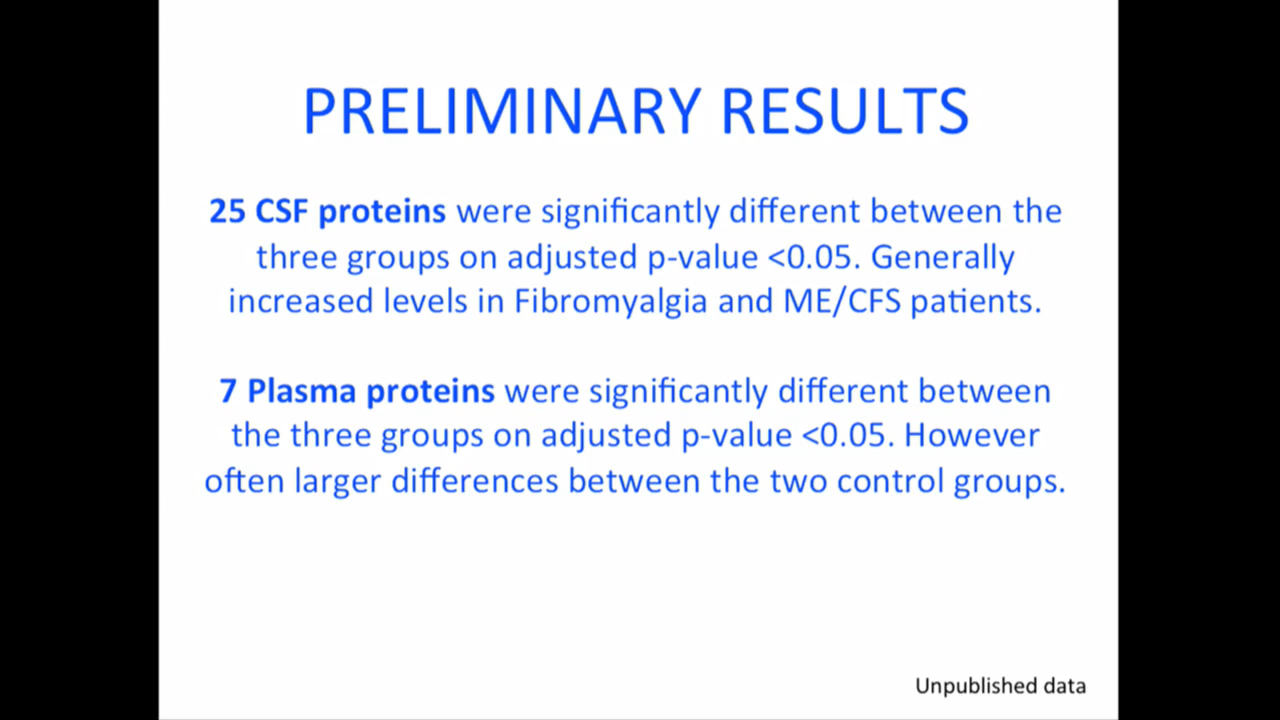 PRELIMINARY RESULTS
25 CSF proteins were significantly different between the
three groups on adjusted p-value <0.05. Generally
increased levels in Fibromyalgia and ME/CFS patients.
7 Plasma proteins were significantly different between
the three groups on adjusted p-value <0.05. However
often larger differences between the two control groups.
Unpublished data